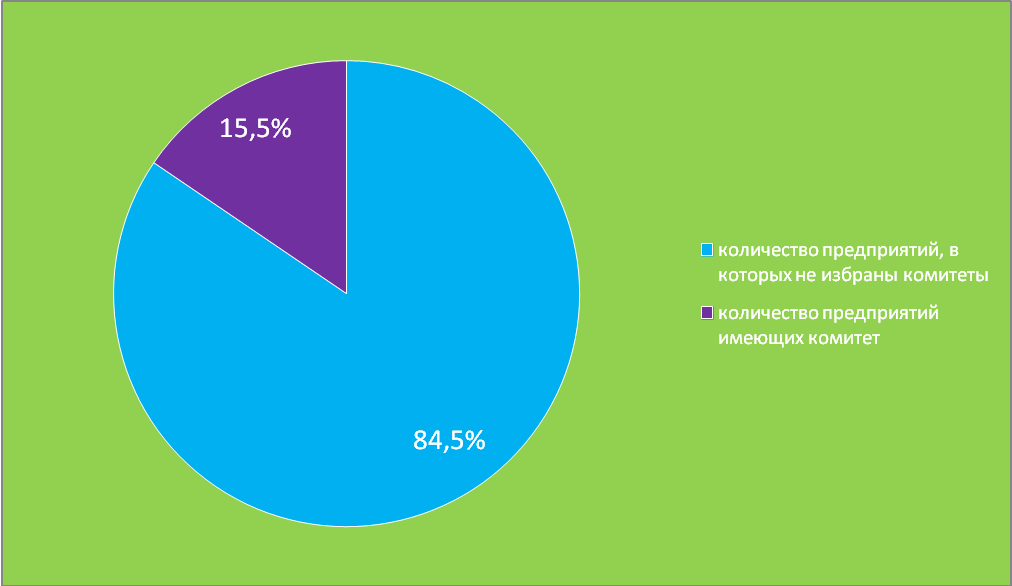 15,5%
84,5%
количество предприятий, в
которых не избраны комитеты
количество предприятий
имеющих комитет